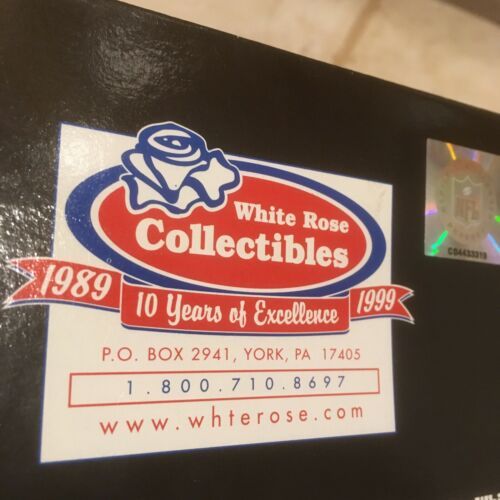 White Rose
Collectibles
1989
10 Years of Excellence
1999
P.O. BOX 2941, YORK, PA 17405
1.800.710.8697
www.whterose.com
NFL
CD4433319